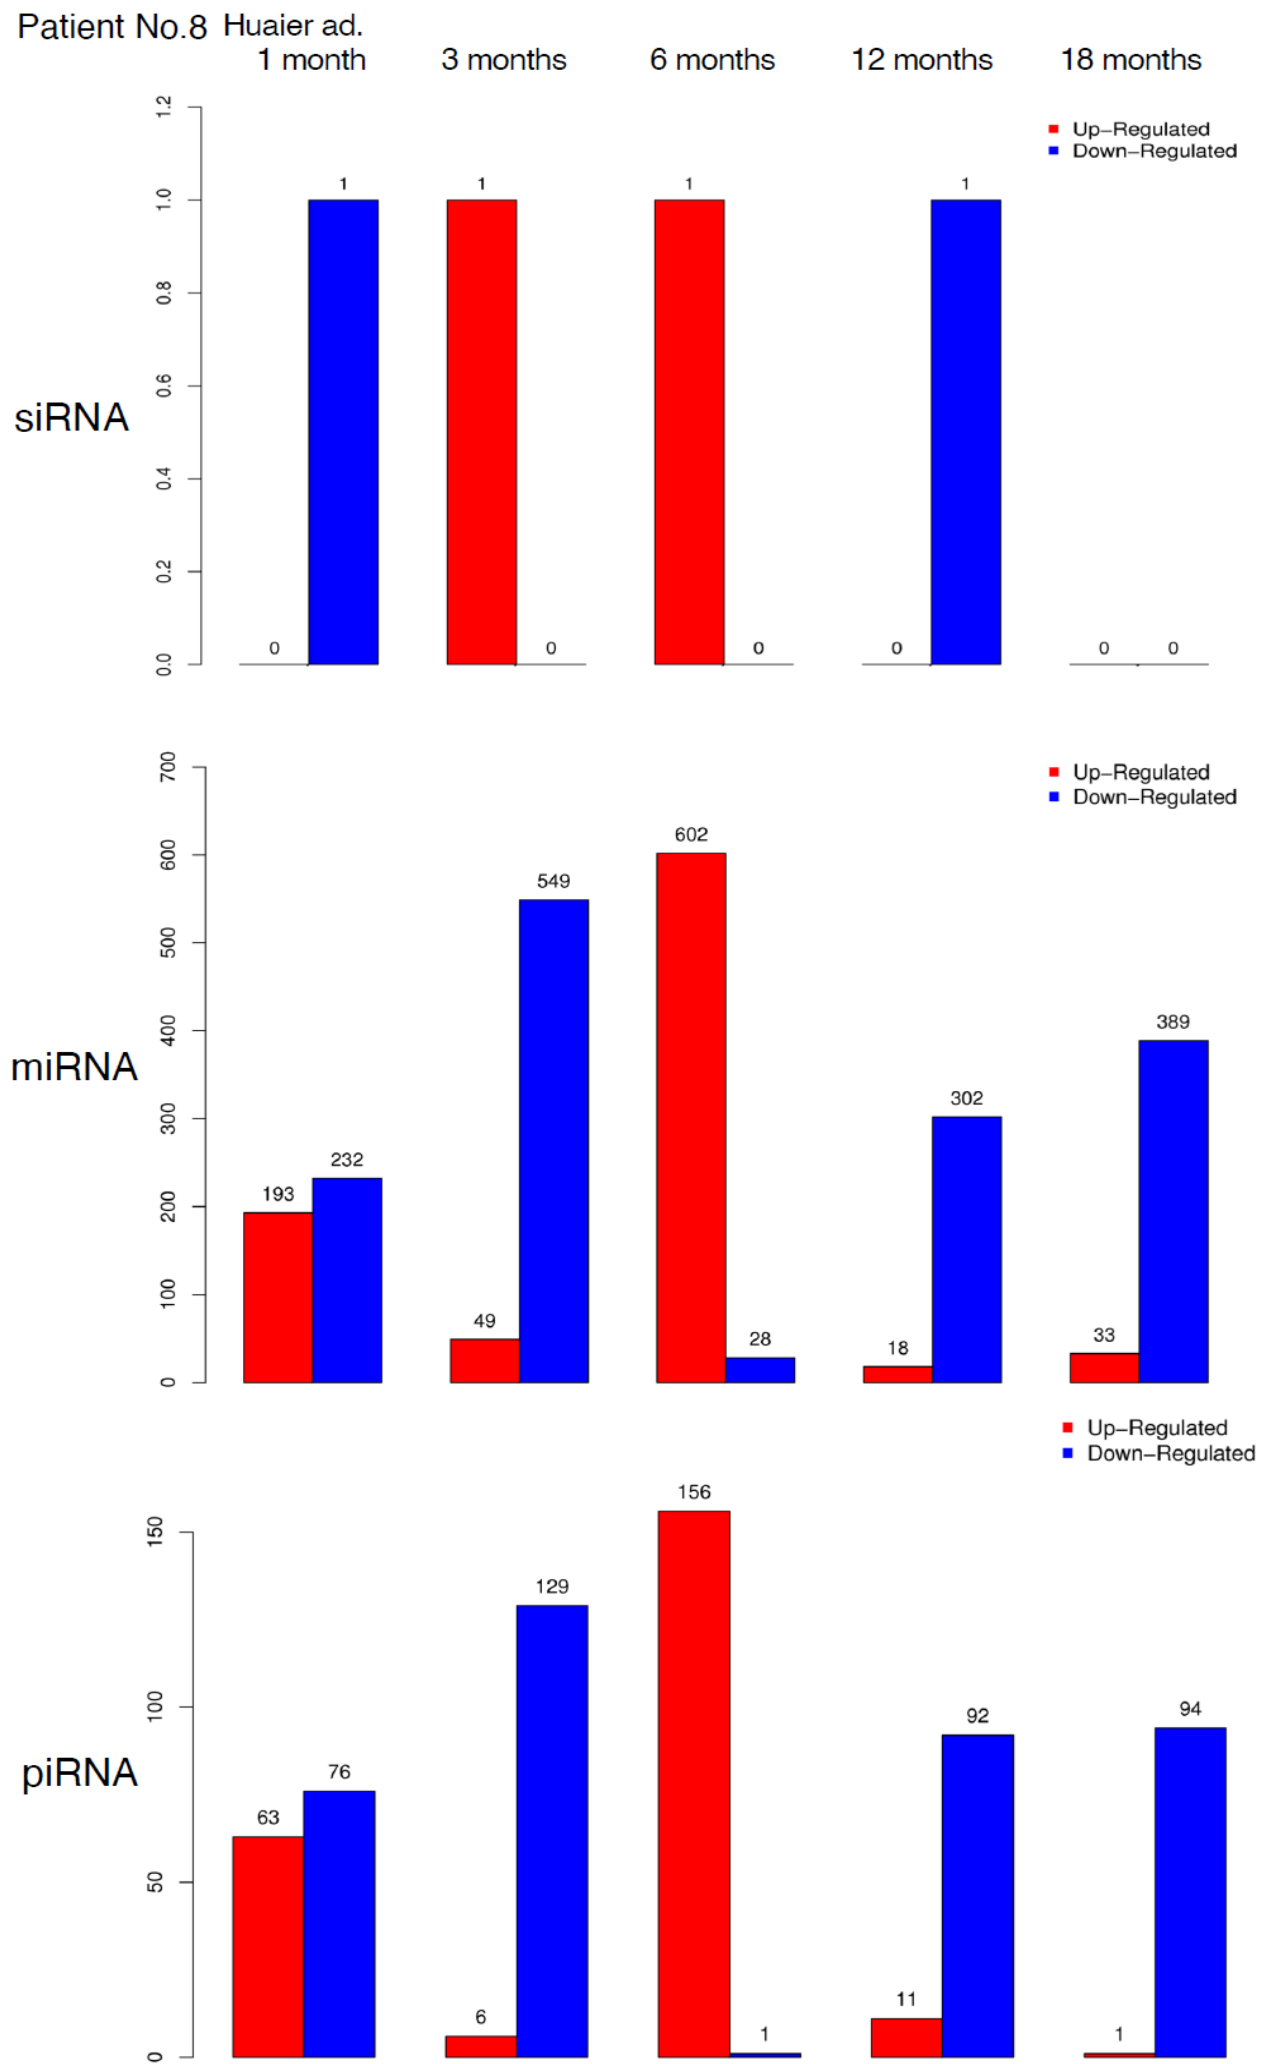 Patient No.8 Huaier ad.
1 month 3 months 6 months 12 months 18 months
siRNA
1.2
1.0
0.8
0.6
0.4
0.2
0.0
Up-Regulated
Down-Regulated
0 1 1 0 1 0 0 1 0 0
miRNA
700
600
500
400
300
200
100
0
Up-Regulated
Down-Regulated
193 232 49 549 602 28 18 302 33 389
piRNA
150
100
50
0
Up-Regulated
Down-Regulated
63 76 6 129 156 1 11 92 1 94